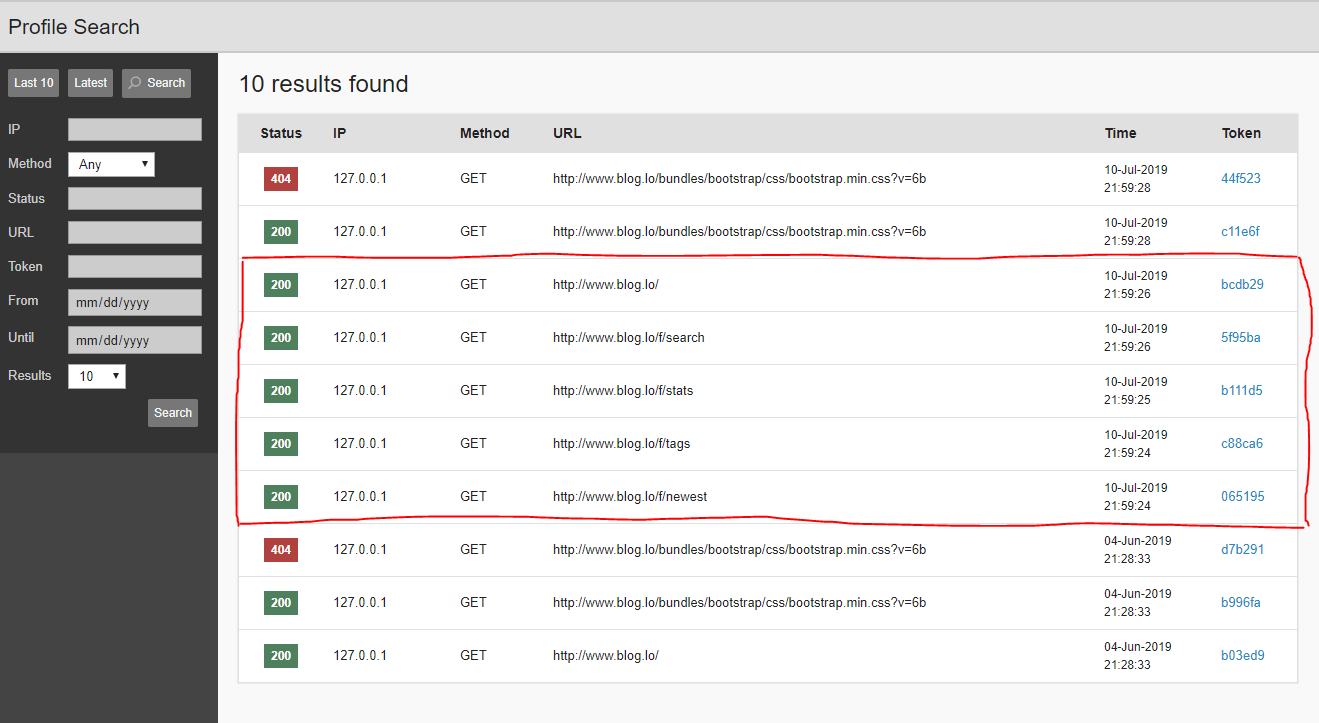 Profile Search
Last 10 Latest Search
IP
Method Any
Status
URL
Token
From mm/dd/yyyy
Until mm/dd/yyyy
Results 10
Search
10 results found
Status IP Method URL Time Token
404 127.0.0.1 GET http://www.blog.lo/bundles/bootstrap/css/bootstrap.min.css?v=6b 10-Jul-2019 21:59:28 44f523
200 127.0.0.1 GET http://www.blog.lo/bundles/bootstrap/css/bootstrap.min.css?v=6b 10-Jul-2019 21:59:28 c11e6f
200 127.0.0.1 GET http://www.blog.lo/ 10-Jul-2019 21:59:26 bcdb29
200 127.0.0.1 GET http://www.blog.lo/f/search 10-Jul-2019 21:59:26 5f95ba
200 127.0.0.1 GET http://www.blog.lo/f/stats 10-Jul-2019 21:59:25 b111d5
200 127.0.0.1 GET http://www.blog.lo/f/tags 10-Jul-2019 21:59:24 c88ca6
200 127.0.0.1 GET http://www.blog.lo/f/newest 10-Jul-2019 21:59:24 065195
404 127.0.0.1 GET http://www.blog.lo/bundles/bootstrap/css/bootstrap.min.css?v=6b 04-Jun-2019 21:28:33 d7b291
200 127.0.0.1 GET http://www.blog.lo/bundles/bootstrap/css/bootstrap.min.css?v=6b 04-Jun-2019 21:28:33 b996fa
200 127.0.0.1 GET http://www.blog.lo/ 04-Jun-2019 21:28:33 b03ed9